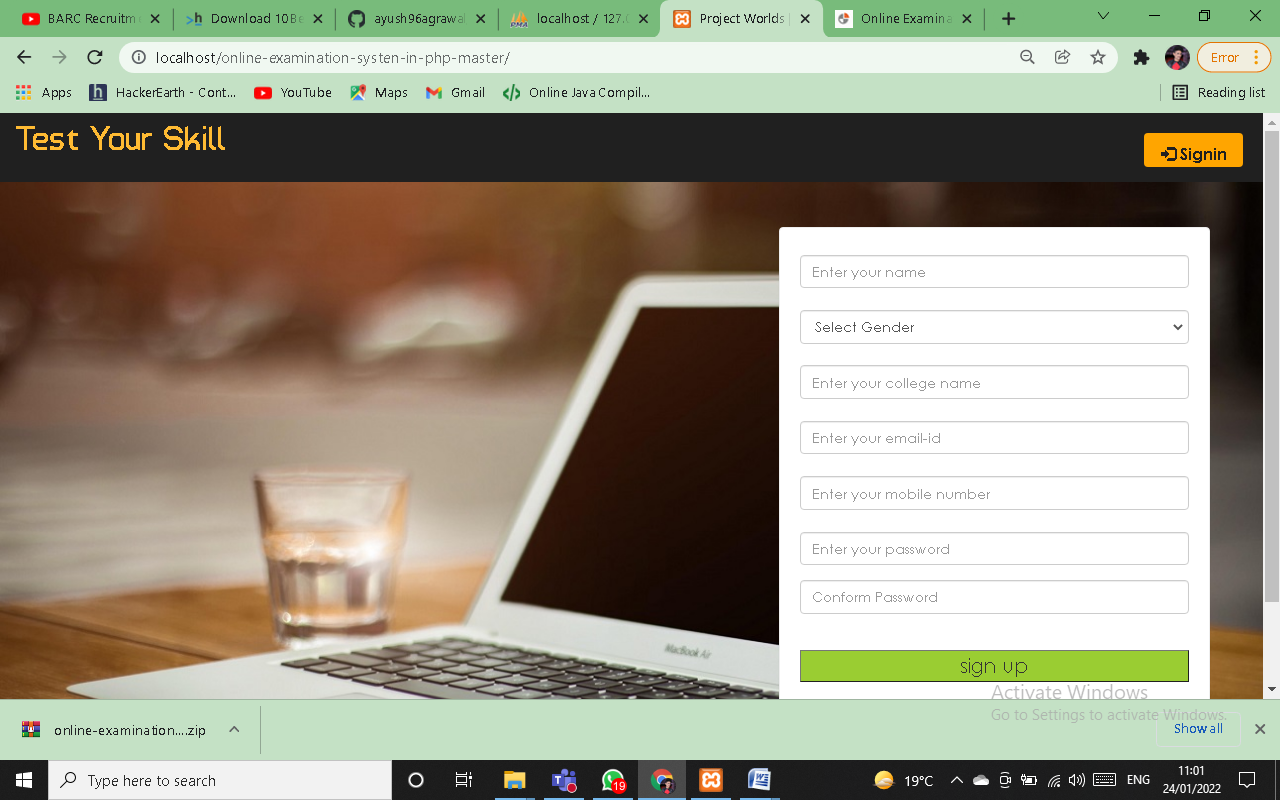 BARC Recruitm
Download 10Be
ayush96agrawal
localhost / 127.0
Project Worlds
Online Examina
localhost/online-examination-systen-in-php-master/
Error
Apps
HackerEarth - Cont...
YouTube
Maps
Gmail
Online Java Compil...
Reading list
Test Your Skill
Signin
Enter your name
Select Gender
Enter your college name
Enter your email-id
Enter your mobile number
Enter your password
Conform Password
sign up
MacBook Air
Activate Windows
Go to Settings to activate Windows.
online-examination....zip
Show all
Type here to search
19
19°C
ENG
11:01
24/01/2022